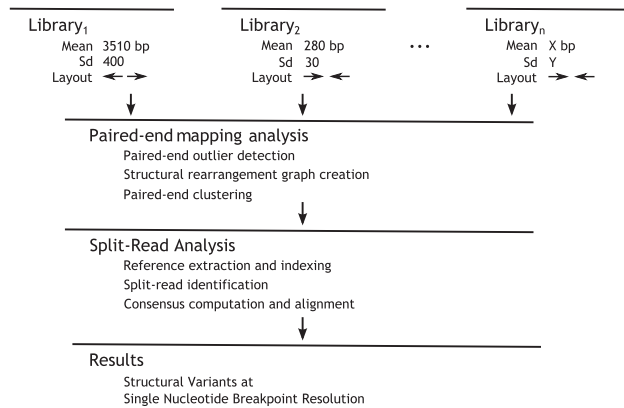 Library1
Mean 3510 bp
Sd 400
Layout
Library2
Mean 280 bp
Sd 30
Layout
...
Libraryn
Mean X bp
Sd Y
Layout
Paired-end mapping analysis
Paired-end outlier detection
Structural rearrangement graph creation
Paired-end clustering
Split-Read Analysis
Reference extraction and indexing
Split-read identification
Consensus computation and alignment
Results
Structural Variants at
Single Nucleotide Breakpoint Resolution